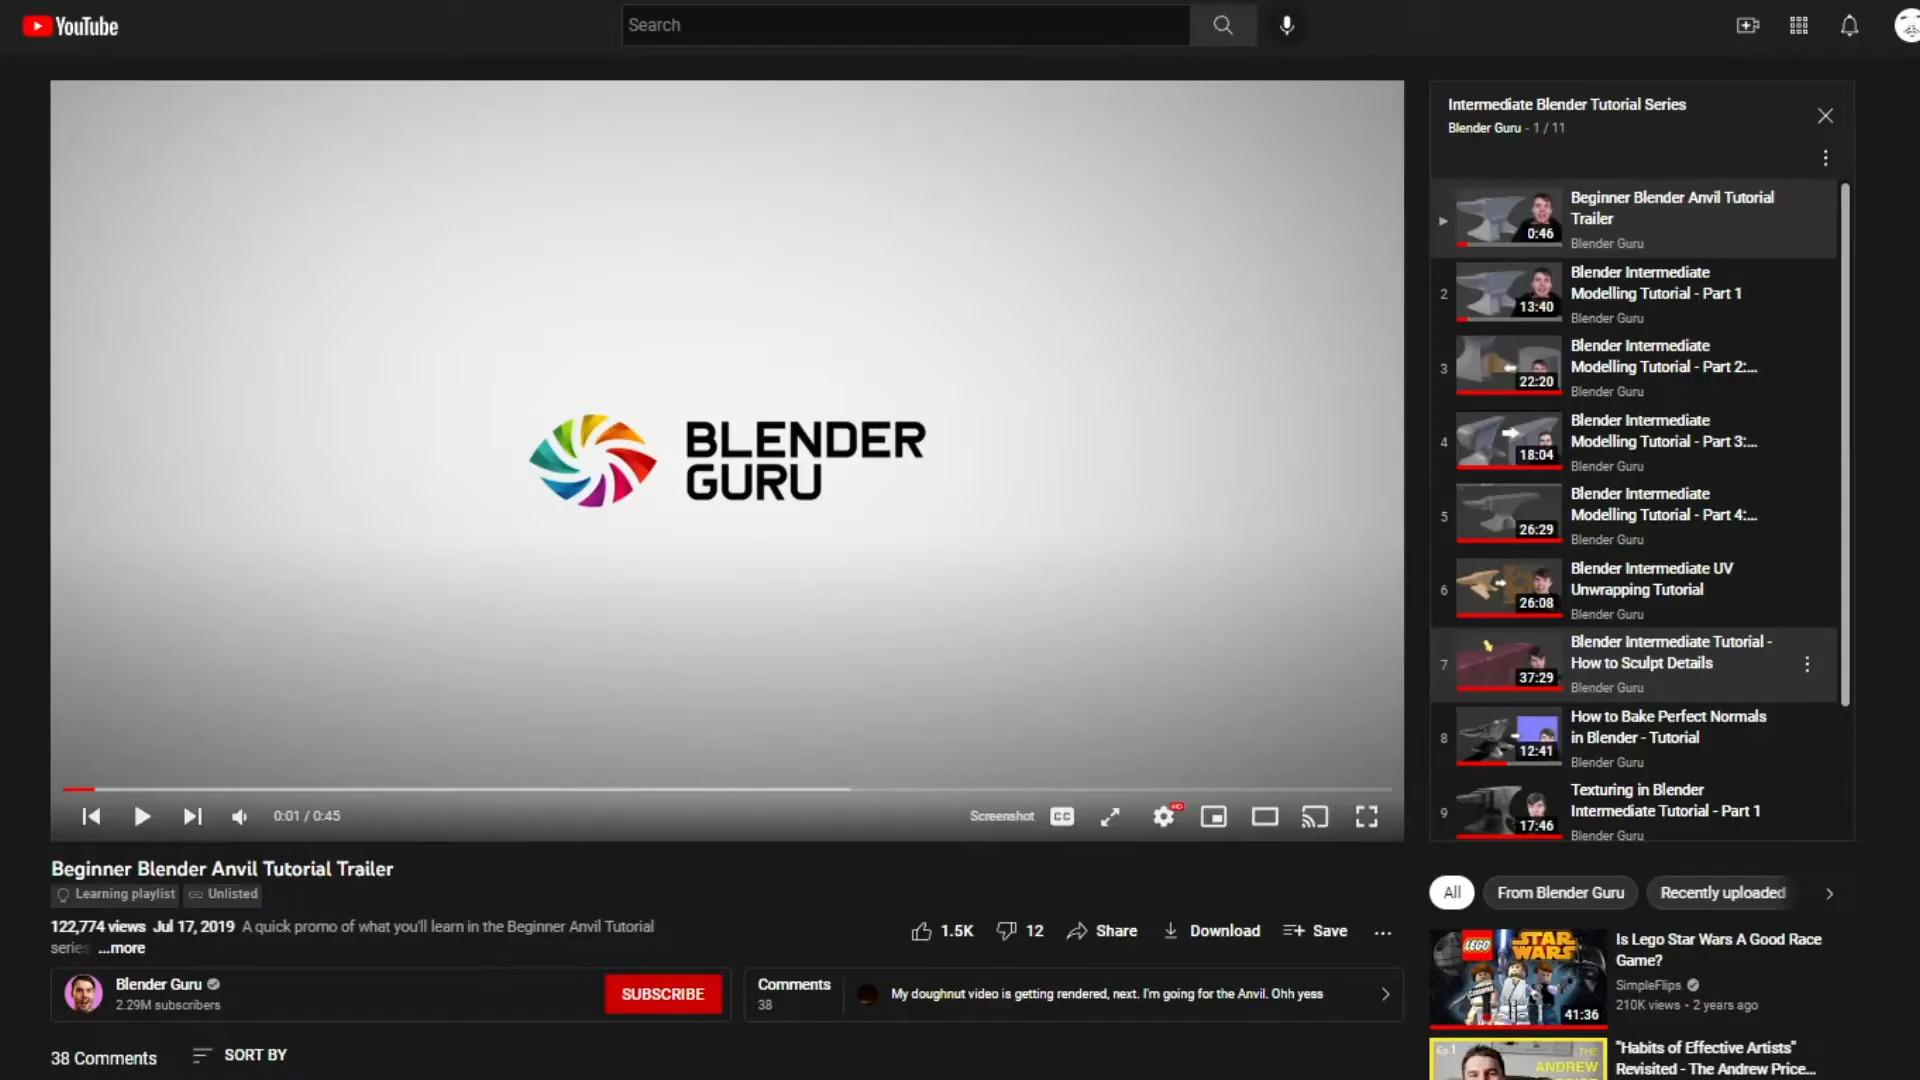 YouTube
Search
BLENDER
GURU
0:01 / 0:45
Screenshot
CC
HD
Intermediate Blender Tutorial Series
Blender Guru - 1 / 11
0:46
Beginner Blender Anvil Tutorial
Trailer
Blender Guru
2
13:40
Blender Intermediate
Modelling Tutorial - Part 1
Blender Guru
3
22:20
Blender Intermediate
Modelling Tutorial - Part 2:...
Blender Guru
4
18:04
Blender Intermediate
Modelling Tutorial - Part 3:...
Blender Guru
5
26:29
Blender Intermediate
Modelling Tutorial - Part 4:...
Blender Guru
6
26:08
Blender Intermediate UV
Unwrapping Tutorial
Blender Guru
7
37:29
Blender Intermediate Tutorial -
How to Sculpt Details
Blender Guru
8
12:41
How to Bake Perfect Normals
in Blender - Tutorial
Blender Guru
9
17:46
Texturing in Blender
Intermediate Tutorial - Part 1
Blender Guru
Beginner Blender Anvil Tutorial Trailer
Learning playlist Unlisted
122,774 views Jul 17, 2019 A quick promo of what you'll learn in the Beginner Anvil Tutorial
series ...more
1.5K 12 Share Download Save ...
Blender Guru
2.29M subscribers
SUBSCRIBE
Comments
38
My doughnut video is getting rendered, next. I'm going for the Anvil. Ohh yess
38 Comments SORT BY
All From Blender Guru Recently uploaded
LEGO STAR
WARS
41:36
Is Lego Star Wars A Good Race
Game?
SimpleFlips
210K views • 2 years ago
Ep.1
THE
ANDREW
"Habits of Effective Artists"
Revisited - The Andrew Price...